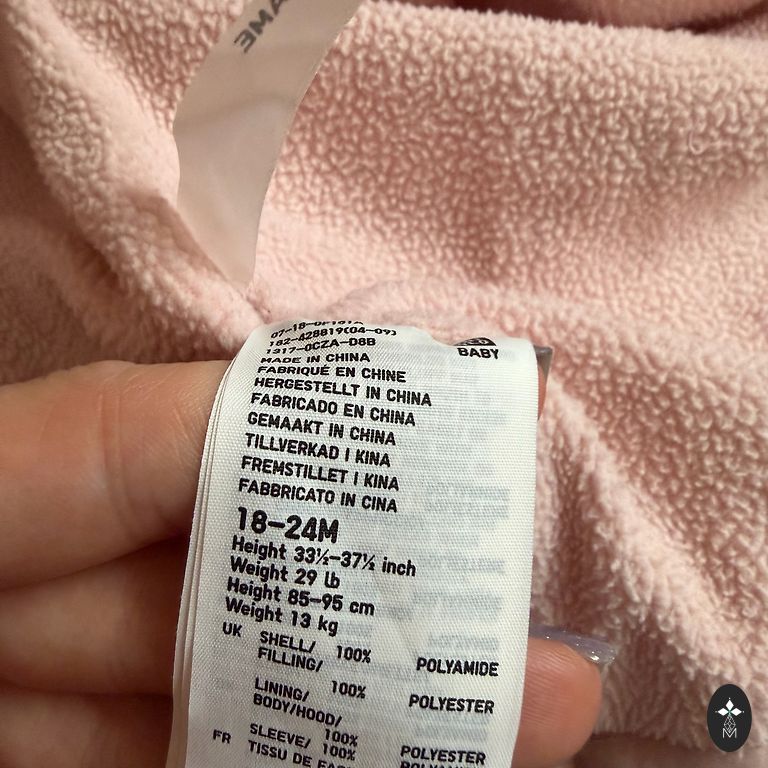 AME
182-428819(04-09)
1317-0CZA-D8B
BABY
MADE IN CHINA
FABRIQUÉ EN CHINE
HERGESTELLT IN CHINA
FABRICADO EN CHINA
GEMAAKT IN CHINA
TILLVERKAD I KINA
FREMSTILLET I KINA
FABBRICATO IN CINA
18-24M
Height 33½-37½ inch
Weight 29 lb
Height 85-95 cm
Weight 13 kg
UK SHELL/ 100% POLYAMIDE
FILLING/
100% POLYESTER
LINING/
BODY/HOOD/
100% POLYESTER
SLEEVE/ 100%
FR TISSU DE
M